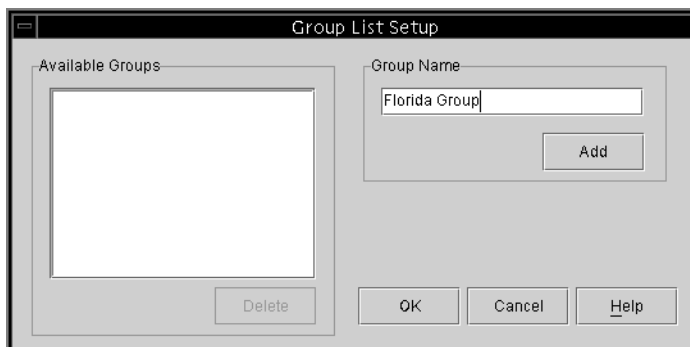 Group List Setup
Available Groups
Group Name
Florida Group
Add
Delete
OK
Cancel
Help